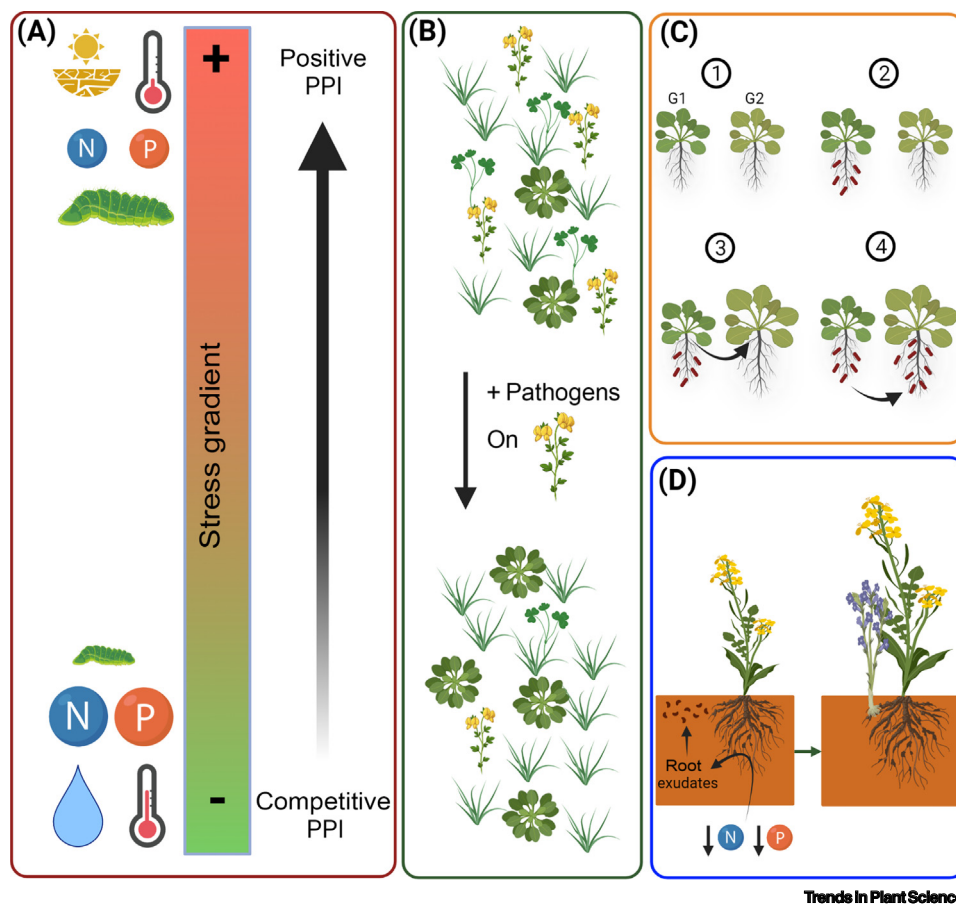 (A)
+
Positive
PPI
N P
Stress gradient
N P
-
Competitive
PPI
(B)
+ Pathogens
On
(C)
1 2
G1 G2
3 4
(D)
Root
exudates
N P
Trends in Plant Science